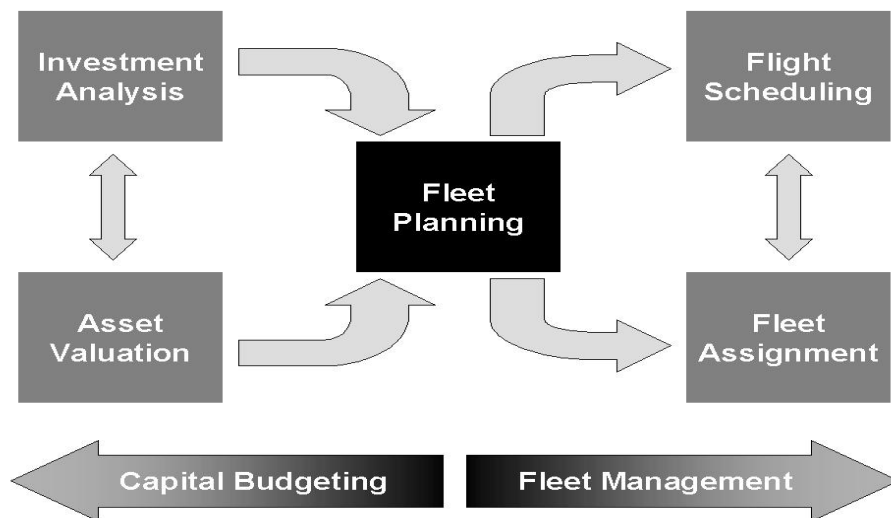 Investment
Analysis
Flight
Scheduling
Fleet
Planning
Asset
Valuation
Fleet
Assignment
Capital Budgeting
Fleet Management